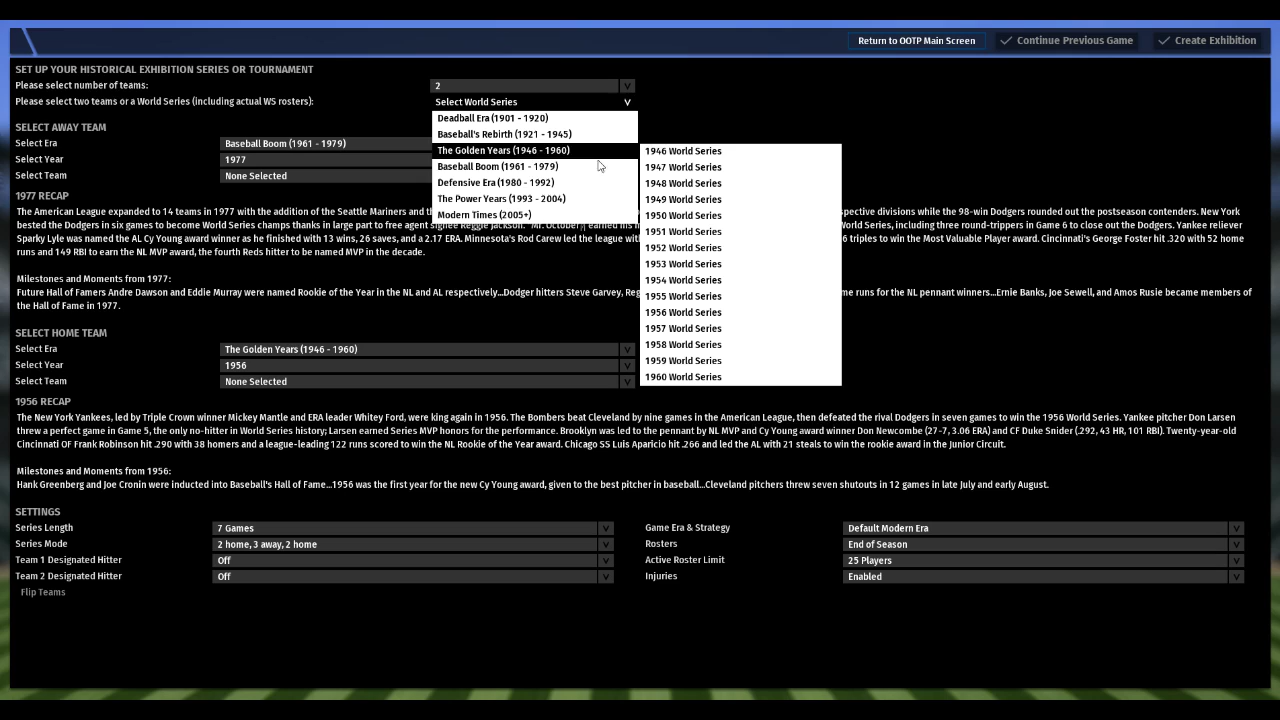 Return to OOTP Main Screen
Continue Previous Game
Create Exhibition
SET UP YOUR HISTORICAL EXHIBITION SERIES OR TOURNAMENT
Please select number of teams:
2
V
Please select two teams or a World Series (including actual WS rosters):
Select World Series
V
Deadball Era (1901 - 1920)
Baseball's Rebirth (1921 - 1945)
The Golden Years (1946 - 1960)
Baseball Boom (1961 - 1979)
Defensive Era (1980 - 1992)
The Power Years (1993 - 2004)
Modern Times (2005+)
1946 World Series
1947 World Series
1948 World Series
1949 World Series
1950 World Series
1951 World Series
1952 World Series
1953 World Series
1954 World Series
1955 World Series
1956 World Series
1957 World Series
1958 World Series
1959 World Series
1960 World Series
SELECT AWAY TEAM
Select Era
Baseball Boom (1961 - 1979)
Select Year
1977
Select Team
None Selected
1977 RECAP
The American League expanded to 14 teams in 1977 with the addition of the Seattle Mariners and th spective divisions while the 98-win Dodgers rounded out the postseason contenders. New York
bested the Dodgers in six games to become World Series champs thanks in large part to free agent signee Reggie Jackson. "Mr. October" earned his n World Series, including three round-trippers in Game 6 to close out the Dodgers. Yankee reliever
Sparky Lyle was named the AL Cy Young award winner as he finished with 13 wins, 26 saves, and a 2.17 ERA. Minnesota's Rod Carew led the league with 6 triples to win the Most Valuable Player award. Cincinnati's George Foster hit .320 with 52 home
runs and 149 RBI to earn the NL MVP award, the fourth Reds hitter to be named MVP in the decade.
Milestones and Moments from 1977:
Future Hall of Famers Andre Dawson and Eddie Murray were named Rookie of the Year in the NL and AL respectively...Dodger hitters Steve Garvey, Reg me runs for the NL pennant winners...Ernie Banks, Joe Sewell, and Amos Rusie became members of
the Hall of Fame in 1977.
SELECT HOME TEAM
Select Era
The Golden Years (1946 - 1960)
V
Select Year
1956
V
Select Team
None Selected
V
1956 RECAP
The New York Yankees. led by Triple Crown winner Mickey Mantle and ERA leader Whitey Ford, were king again in 1956. The Bombers beat Cleveland by nine games in the American League, then defeated the rival Dodgers in seven games to win the 1956 World Series. Yankee pitcher Don Larsen
threw a perfect game in Game 5, the only no-hitter in World Series history; Larsen earned Series MVP honors for the performance. Brooklyn was led to the pennant by NL MVP and Cy Young award winner Don Newcombe (27-7, 3.06 ERA) and CF Duke Snider (.292, 43 HR, 101 RBI). Twenty-year-old
Cincinnati OF Frank Robinson hit .290 with 38 homers and a league-leading 122 runs scored to win the NL Rookie of the Year award. Chicago SS Luis Aparicio hit .266 and led the AL with 21 steals to win the rookie award in the Junior Circuit.
Milestones and Moments from 1956:
Hank Greenberg and Joe Cronin were inducted into Baseball's Hall of Fame...1956 was the first year for the new Cy Young award, given to the best pitcher in baseball...Cleveland pitchers threw seven shutouts in 12 games in late July and early August.
SETTINGS
Series Length
7 Games
V
Series Mode
2 home, 3 away, 2 home
V
Team 1 Designated Hitter
Off
V
Team 2 Designated Hitter
Off
V
Flip Teams
Game Era & Strategy
Default Modern Era
V
Rosters
End of Season
V
Active Roster Limit
25 Players
V
Injuries
Enabled
V